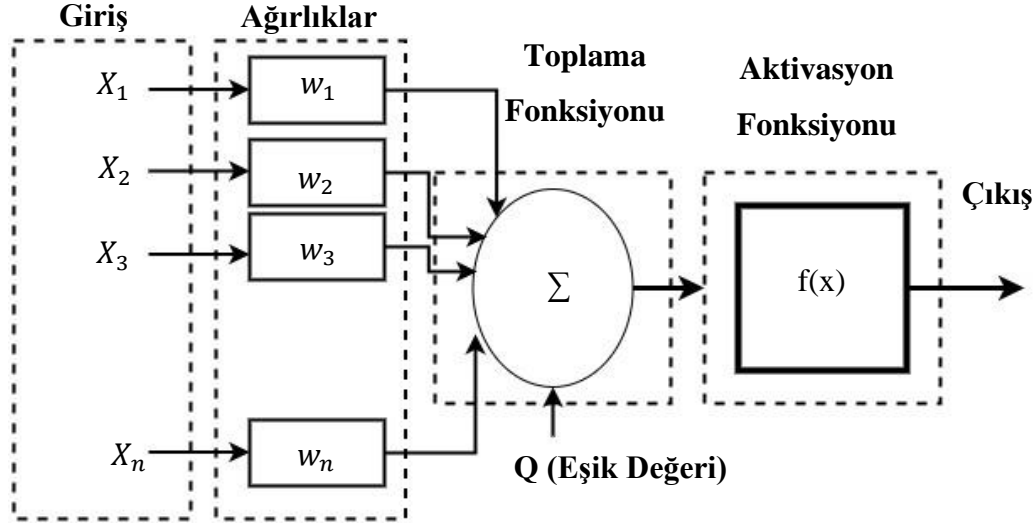 Giriş
Ağırlıklar
Toplama
Fonksiyonu
Aktivasyon
Fonksiyonu
Çıkış
X₁
w₁
X₂
w₂
X₃
w₃
Σ
f(x)
Xₙ
wₙ
Q (Eşik Değeri)